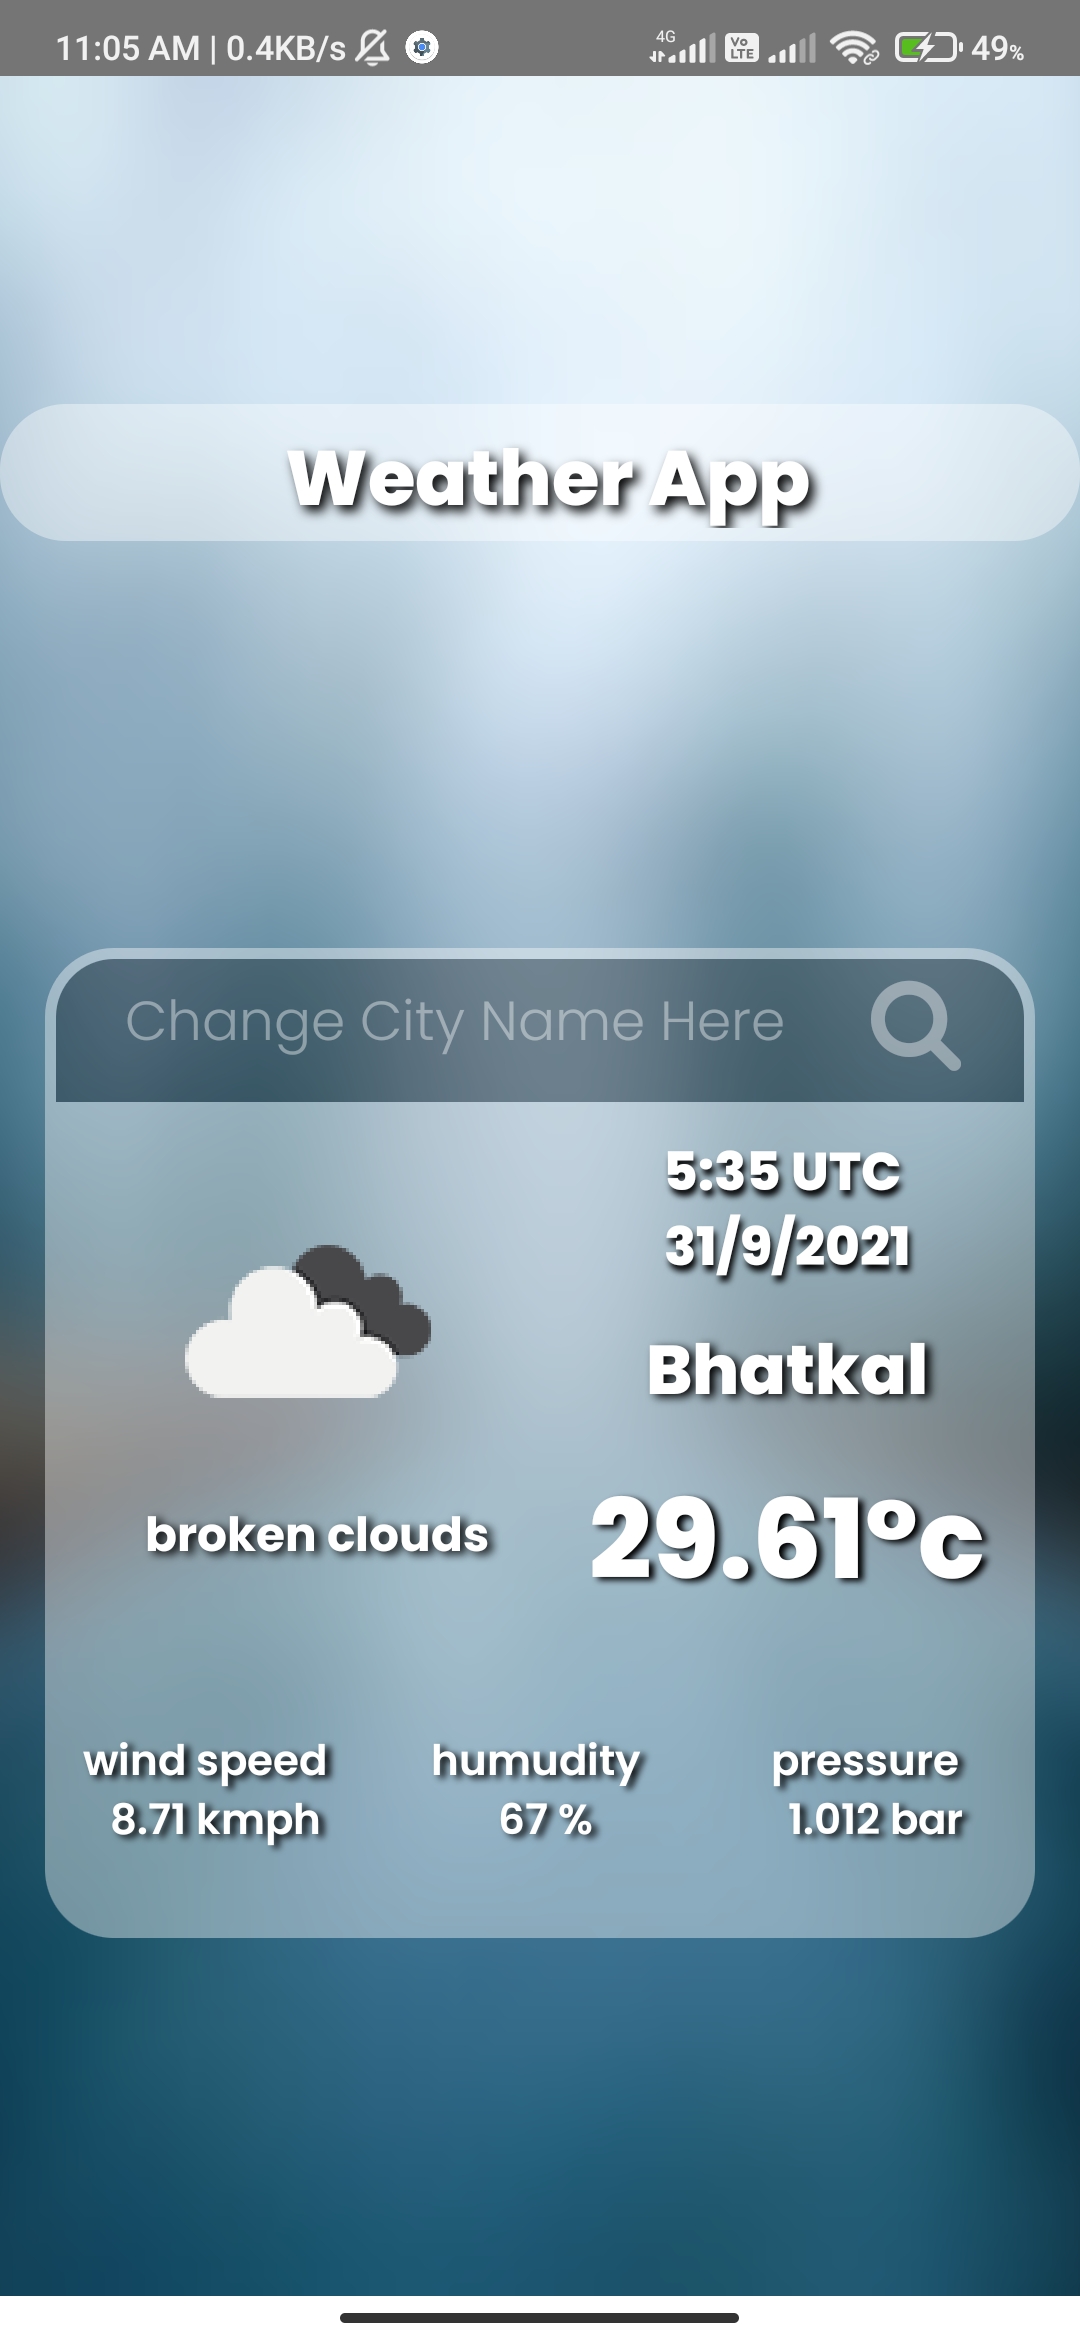 11:05 AM | 0.4KB/s 4G Vo LTE 49%
Weather App
Change City Name Here
5:35 UTC
31/9/2021
Bhatkal
broken clouds 29.61°c
wind speed humudity pressure
8.71 kmph 67 % 1.012 bar